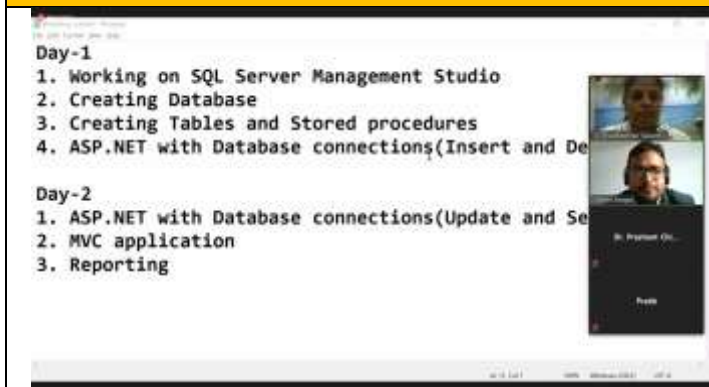 Day-1
1. Working on SQL Server Management Studio
2. Creating Database
3. Creating Tables and Stored procedures
4. ASP.NET with Database connections(Insert and De
Day-2
1. ASP.NET with Database connections(Update and Se
2. MVC application
3. Reporting